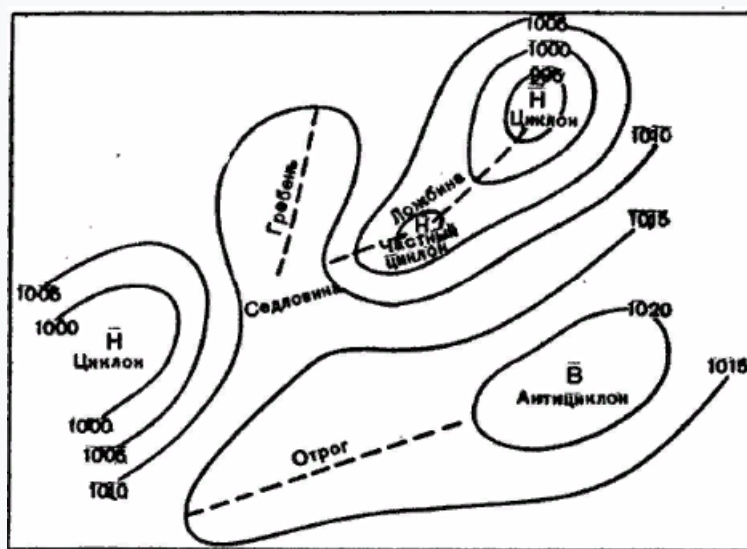 1005
1000
995
Н
Циклон
1010
Гребень
Ложбина
Н
Частный
циклон
1015
Седловина
1005
1000
Н
Циклон
1020
В
Антициклон
1015
1000
1005
1010
Отрог